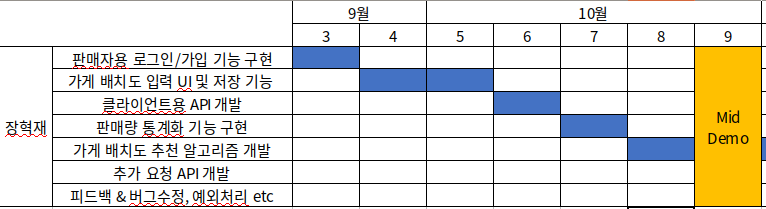 9월 10월
3 4 5 6 7 8 9
장혁재
판매자용 로그인/가입 기능 구현
가게 배치도 입력 UI 및 저장 기능
클라이언트용 API 개발
판매량 통계화 기능 구현
가게 배치도 추천 알고리즘 개발
추가 요청 API 개발
피드백 & 버그수정, 예외처리 etc
Mid
Demo